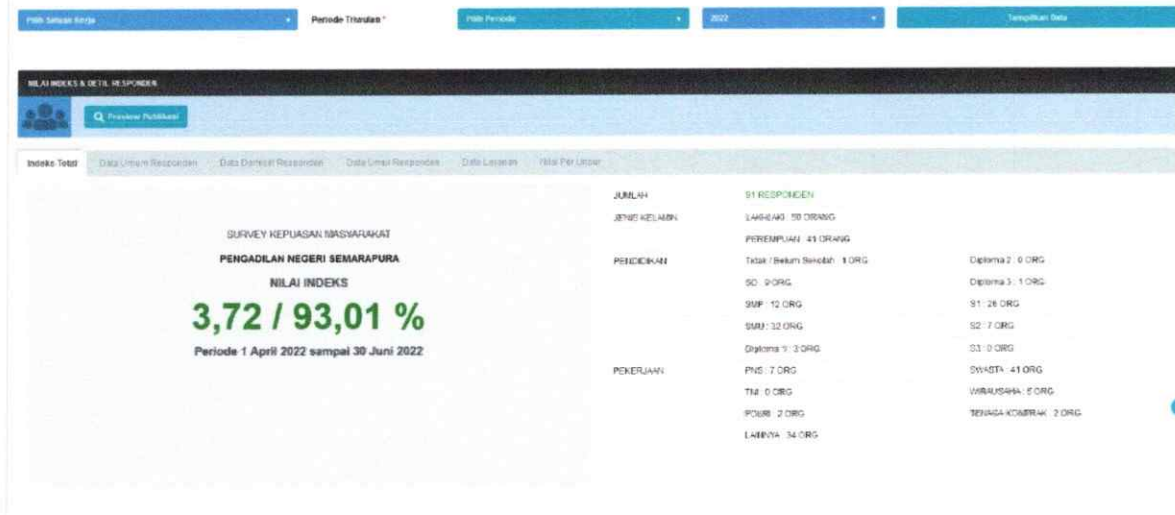 Pilih Satuan Kerja
Periode Triwulan *
Pilih Periode
2022
Tampilkan Data
NILAI INDEKS & DETIL RESPONDEN
Preview Publikasi
Indeks Total
Data Umum Responden
Data Umur Responden
Data Layanan
Nilai Per Unsur
SURVEY KEPUASAN MASYARAKAT
PENGADILAN NEGERI SEMARAPURA
NILAI INDEKS
3,72 / 93,01 %
Periode 1 April 2022 sampai 30 Juni 2022
JUMLAH
91 RESPONDEN
JENIS KELAMIN
LAKI-LAKI : 50 ORANG
PEREMPUAN : 41 ORANG
PENDIDIKAN
Tidak / Belum Sekolah : 1 ORG
Diploma 2 : 0 ORG
SD : 9 ORG
Diploma 3 : 1 ORG
SMP : 12 ORG
S1 : 26 ORG
SMU : 32 ORG
S2 : 7 ORG
Diploma 1 : 3 ORG
S3 : 0 ORG
PEKERJAAN
PNS : 7 ORG
SWASTA : 41 ORG
TNI : 0 ORG
WIRAUSAHA : 5 ORG
POLRI : 2 ORG
TENAGA KONTRAK : 2 ORG
LAINNYA : 34 ORG